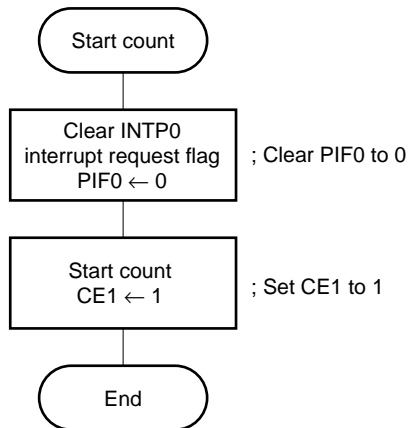 Start count
Clear INTP0
interrupt request flag
PIF0 ← 0
; Clear PIF0 to 0
Start count
CE1 ← 1
; Set CE1 to 1
End